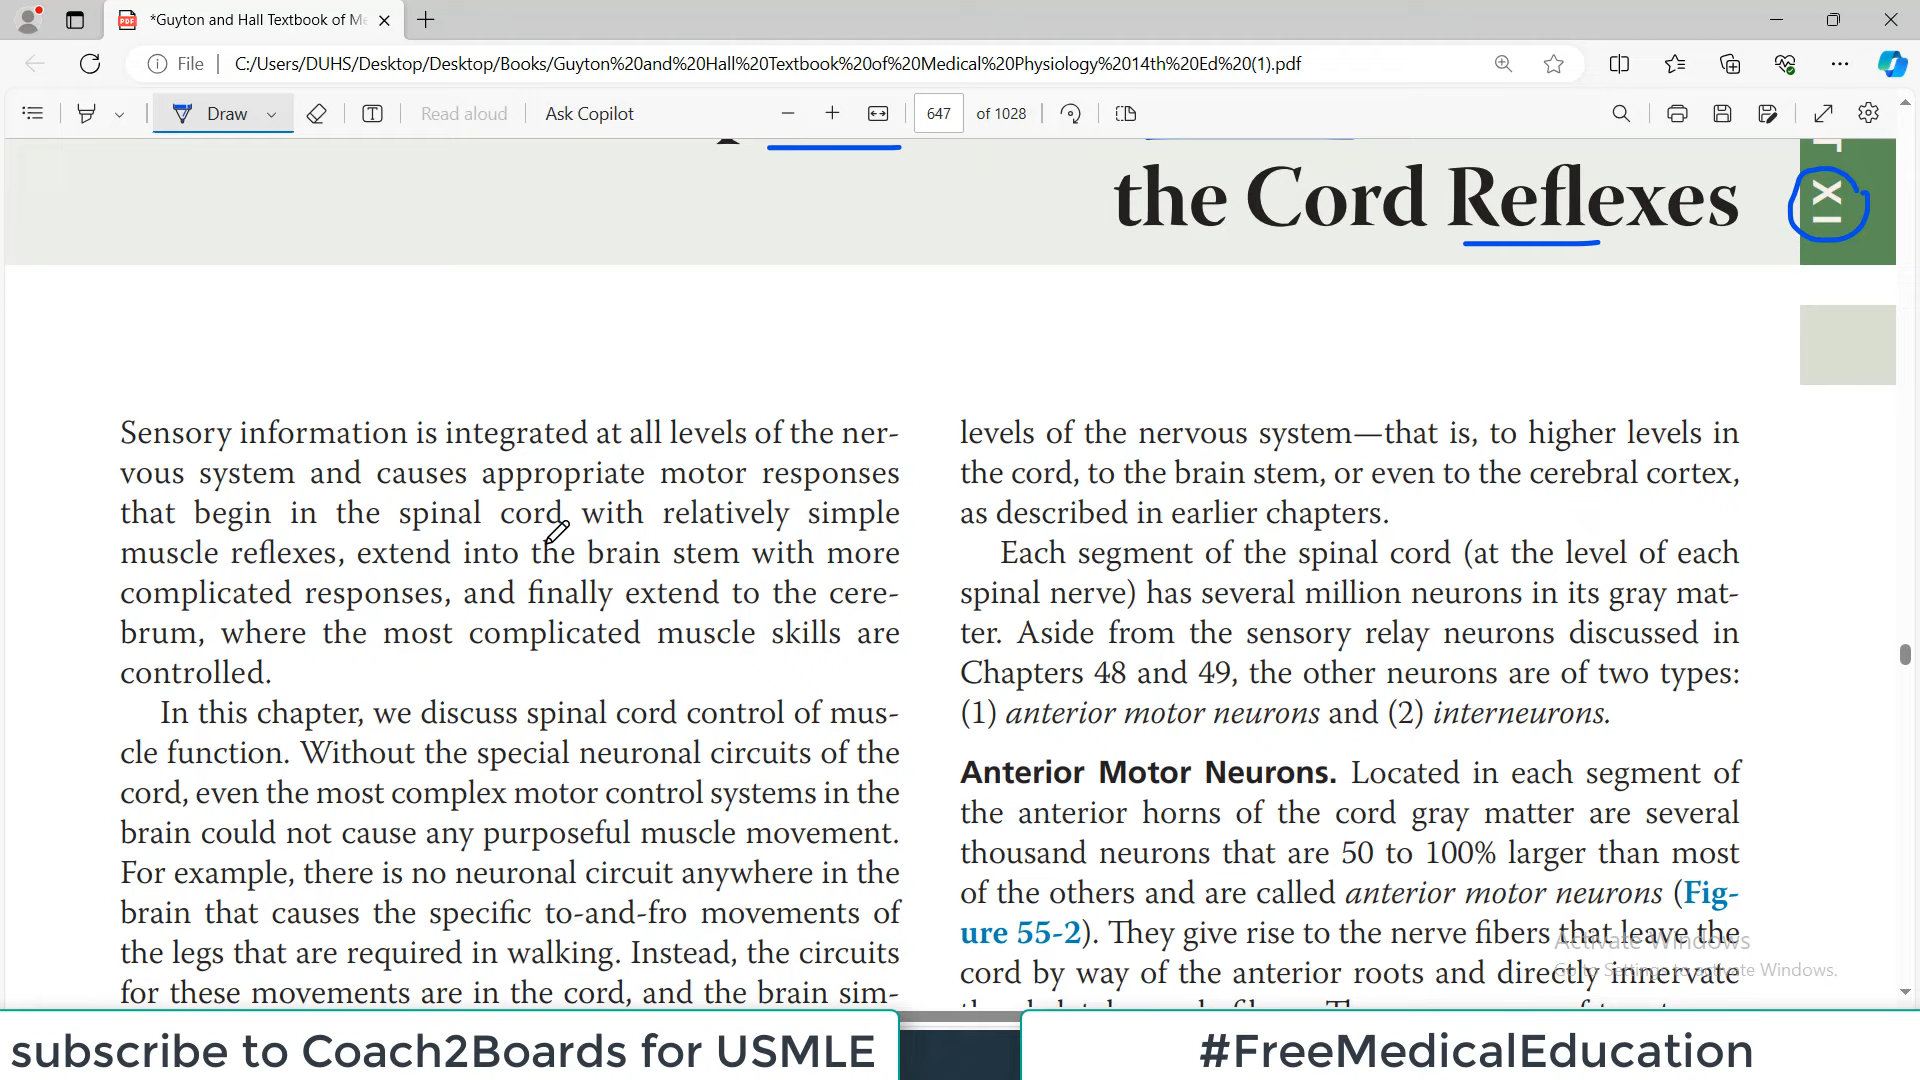 *Guyton and Hall Textbook of Me
File
C:/Users/DUHS/Desktop/Desktop/Books/Guyton%20and%20Hall%20Textbook%20of%20Medical%20Physiology%2014th%20Ed%20(1).pdf
Draw
Read aloud
Ask Copilot
647
of 1028
the Cord Reflexes
T XI
Sensory information is integrated at all levels of the ner-
vous system and causes appropriate motor responses
that begin in the spinal cord with relatively simple
muscle reflexes, extend into the brain stem with more
complicated responses, and finally extend to the cere-
brum, where the most complicated muscle skills are
controlled.
In this chapter, we discuss spinal cord control of mus-
cle function. Without the special neuronal circuits of the
cord, even the most complex motor control systems in the
brain could not cause any purposeful muscle movement.
For example, there is no neuronal circuit anywhere in the
brain that causes the specific to-and-fro movements of
the legs that are required in walking. Instead, the circuits
for these movements are in the cord, and the brain sim-
levels of the nervous system—that is, to higher levels in
the cord, to the brain stem, or even to the cerebral cortex,
as described in earlier chapters.
Each segment of the spinal cord (at the level of each
spinal nerve) has several million neurons in its gray mat-
ter. Aside from the sensory relay neurons discussed in
Chapters 48 and 49, the other neurons are of two types:
(1) anterior motor neurons and (2) interneurons.
Anterior Motor Neurons. Located in each segment of
the anterior horns of the cord gray matter are several
thousand neurons that are 50 to 100% larger than most
of the others and are called anterior motor neurons (Fig-
ure 55-2). They give rise to the nerve fibers that leave the
cord by way of the anterior roots and directly innervate
Activate Windows
Go to Settings to activate Windows.
subscribe to Coach2Boards for USMLE
#FreeMedicalEducation